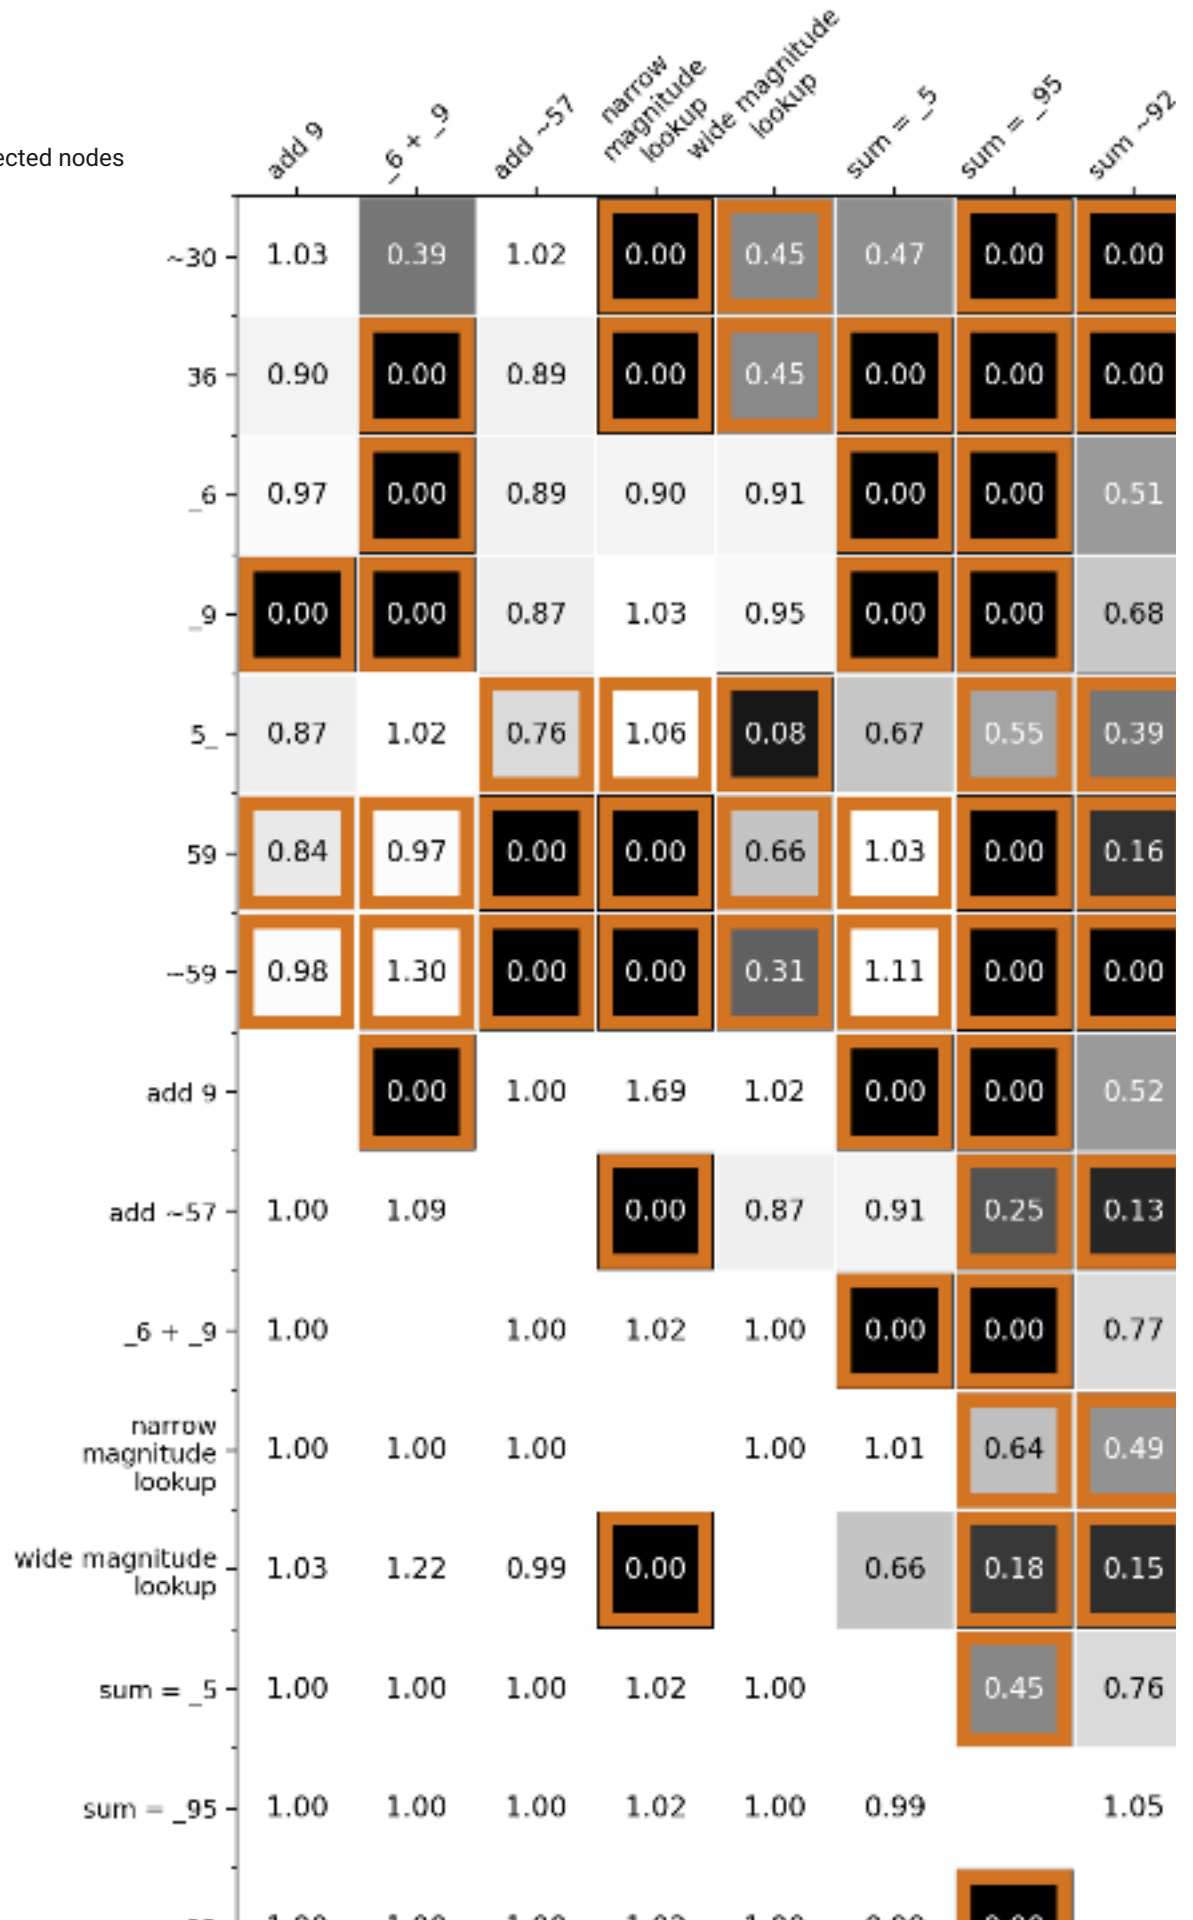 narrow
magnitude
lookup
wide magnitude
lookup
add 9
_6 + _9
add ~57
sum = _5
sum = _95
sum ~92
ected nodes
~30 1.03 0.39 1.02 0.00 0.45 0.47 0.00 0.00
36 0.90 0.00 0.89 0.00 0.45 0.00 0.00 0.00
_6 0.97 0.00 0.89 0.90 0.91 0.00 0.00 0.51
_9 0.00 0.00 0.87 1.03 0.95 0.00 0.00 0.68
5_ 0.87 1.02 0.76 1.06 0.08 0.67 0.55 0.39
59 0.84 0.97 0.00 0.00 0.66 1.03 0.00 0.16
~59 0.98 1.30 0.00 0.00 0.31 1.11 0.00 0.00
add 9 0.00 1.00 1.69 1.02 0.00 0.00 0.52
add ~57 1.00 1.09 0.00 0.87 0.91 0.25 0.13
_6 + _9 1.00 1.00 1.02 1.00 0.00 0.00 0.77
narrow
magnitude
lookup
1.00 1.00 1.00 1.00 1.01 0.64 0.49
wide magnitude
lookup
1.03 1.22 0.99 0.00 0.66 0.18 0.15
sum = _5 1.00 1.00 1.00 1.02 1.00 0.45 0.76
sum = _95 1.00 1.00 1.00 1.02 1.00 0.99 1.05